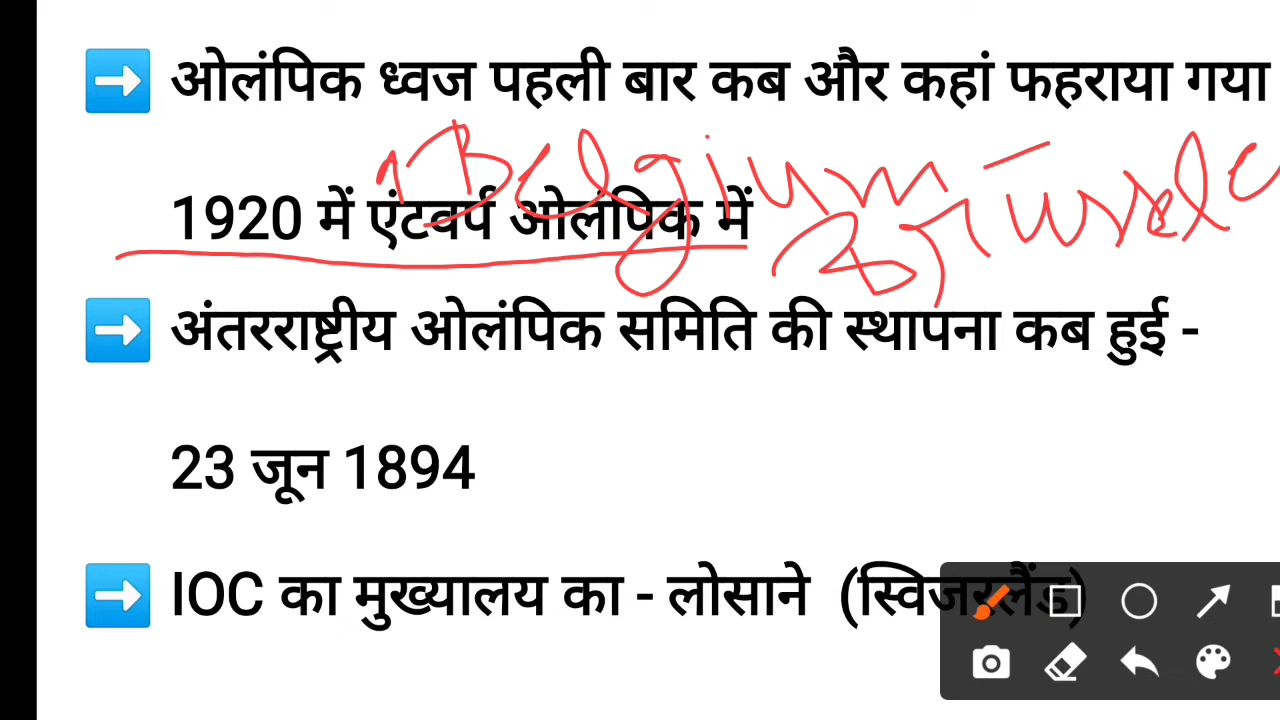 ओलंपिक ध्वज पहली बार कब और कहां फहराया गया
Belgium -
1920 में एंटवर्प ओलंपिक में
अंतरराष्ट्रीय ओलंपिक समिति की स्थापना कब हुई -
23 जून 1894
IOC का मुख्यालय का - लोसाने (स्विजरलैंड)